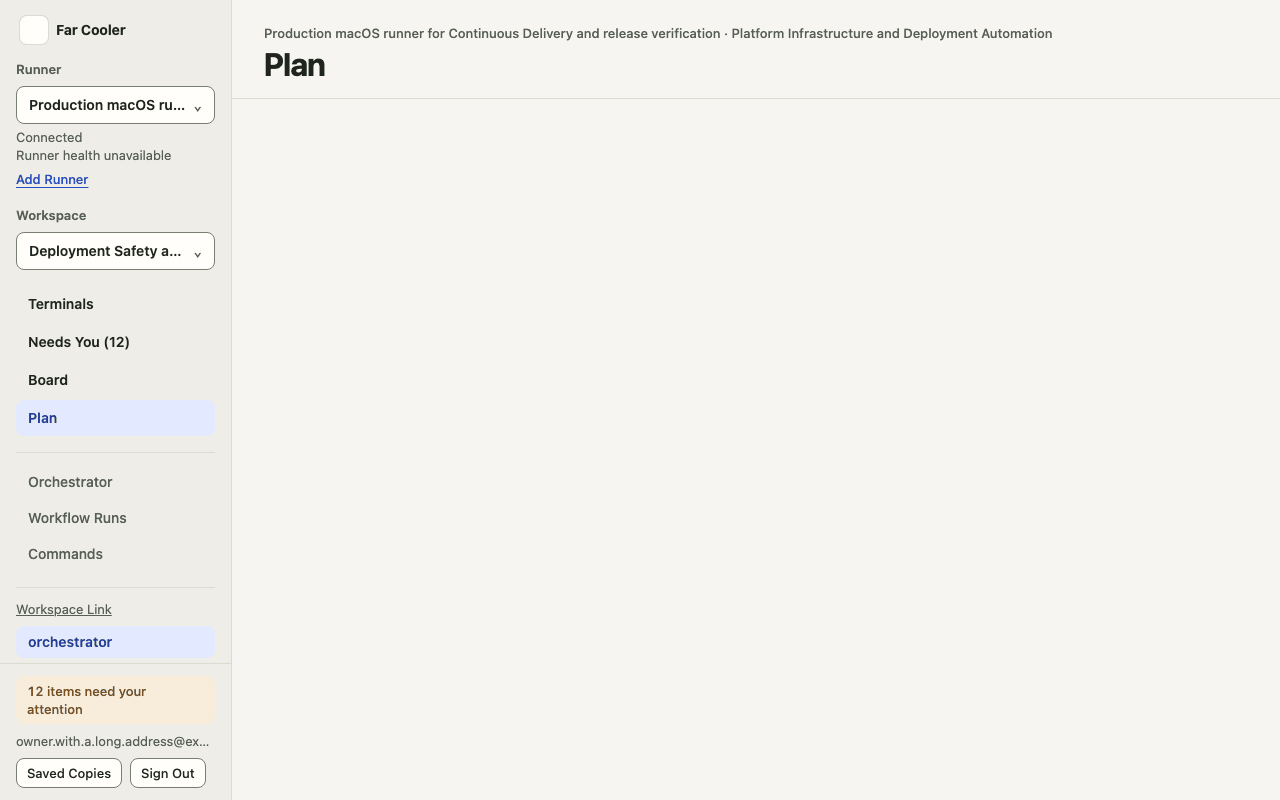 Far Cooler
Runner
Production macOS ru...
Connected
Runner health unavailable
Add Runner
Workspace
Deployment Safety a...
Terminals
Needs You (12)
Board
Plan
Orchestrator
Workflow Runs
Commands
Workspace Link
orchestrator
12 items need your
attention
owner.with.a.long.address@ex...
Saved Copies
Sign Out
Production macOS runner for Continuous Delivery and release verification · Platform Infrastructure and Deployment Automation
Plan